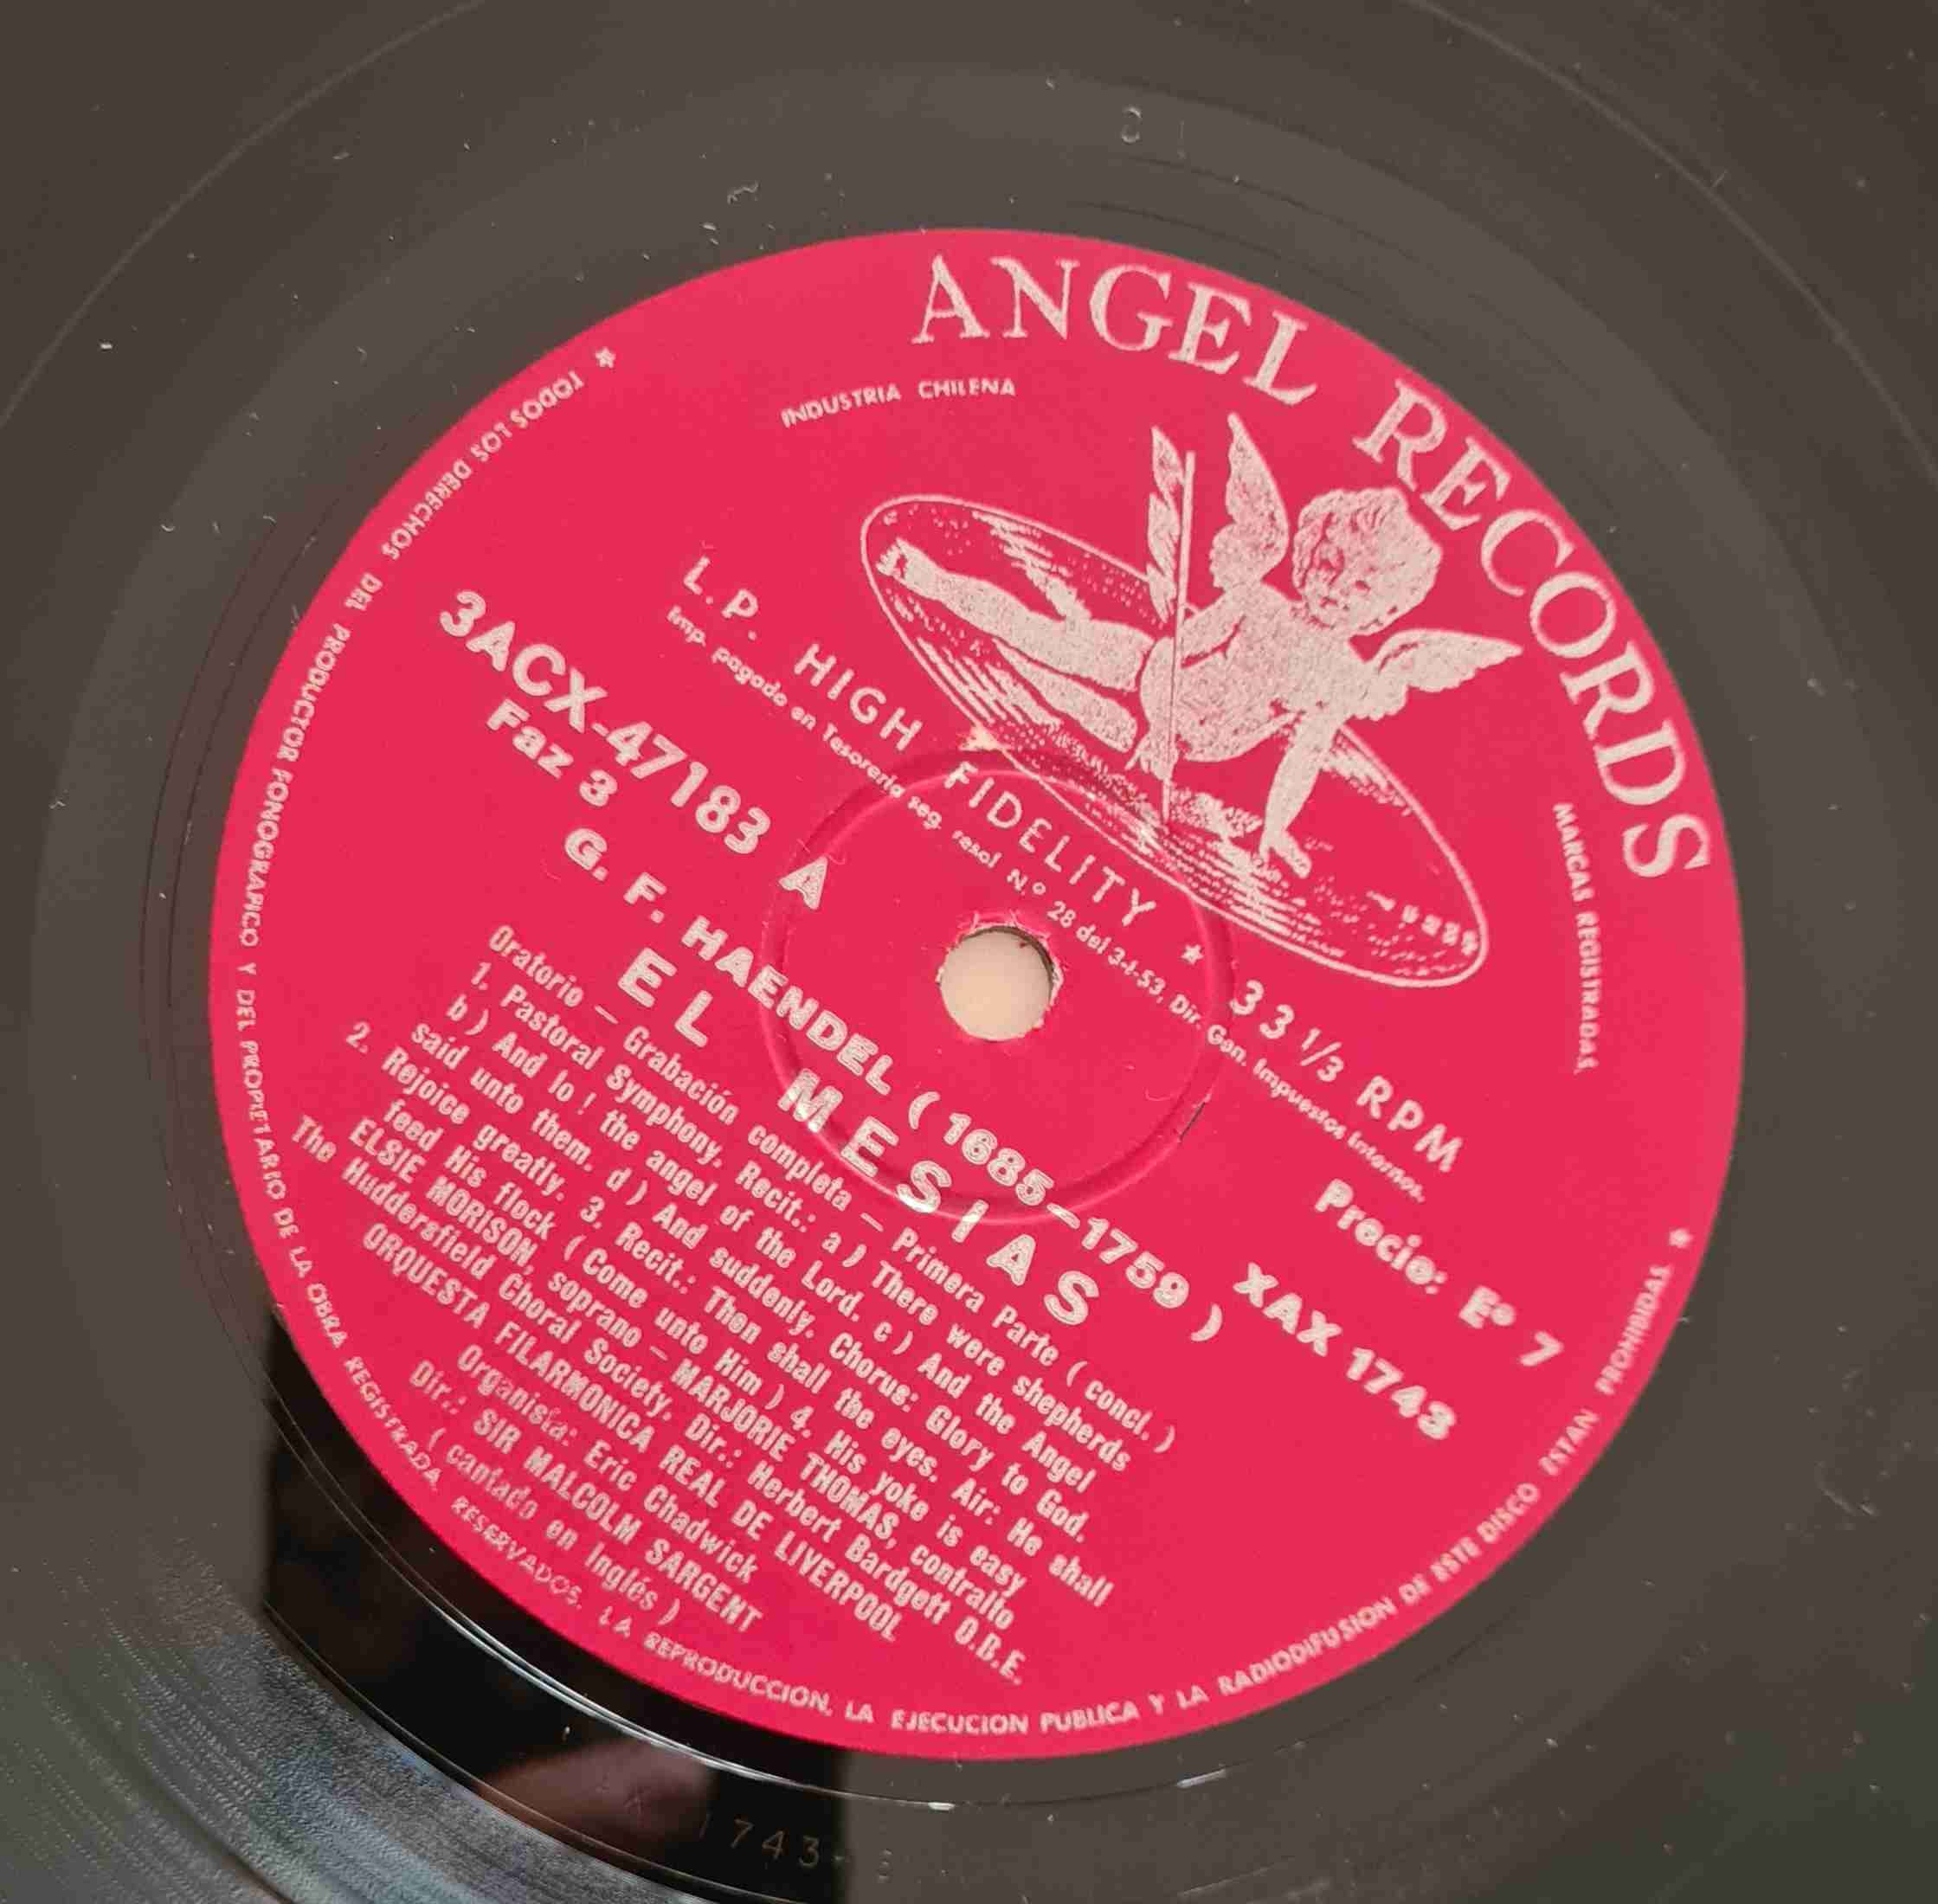 ANGEL RECORDS
INDUSTRIA CHILENA
MARCAS REGISTRADAS
L.P. HIGH FIDELITY ★ 33 1/3 RPM
Imp. pagado en Tesorería seg. resol N.º 28 del 3-1-53, Dir. Gen. Impuestos Internos.
Precio: Eº 7
3ACX-47183 A
XAX 1743
Faz 3
G. F. HAENDEL ( 1685-1759 )
EL MESIAS
Oratorio - Grabación completa - Primera Parte ( concl. )
1. Pastoral Symphony. Recit.: a ) There were shepherds
b ) And lo ! the angel of the Lord. c ) And the Angel
said unto them. d ) And suddenly. Chorus: Glory to God.
2. Rejoice greatly. 3. Recit.: Then shall the eyes. Air: He shall
feed His flock ( Come unto Him ) 4. His yoke is easy
ELSIE MORISON, soprano - MARJORIE THOMAS, contralto
The Huddersfield Choral Society. Dir.: Herbert Bardgett O.B.E.
ORQUESTA FILARMONICA REAL DE LIVERPOOL
Organista: Eric Chadwick
Dir.: SIR MALCOLM SARGENT
( cantado en Inglés )
★ TODOS LOS DERECHOS DEL PRODUCTOR FONOGRAFICO Y DEL PROPIETARIO DE LA OBRA REGISTRADA RESERVADOS. LA REPRODUCCION, LA EJECUCION PUBLICA Y LA RADIODIFUSION DE ESTE DISCO ESTAN PROHIBIDAS ★
1743